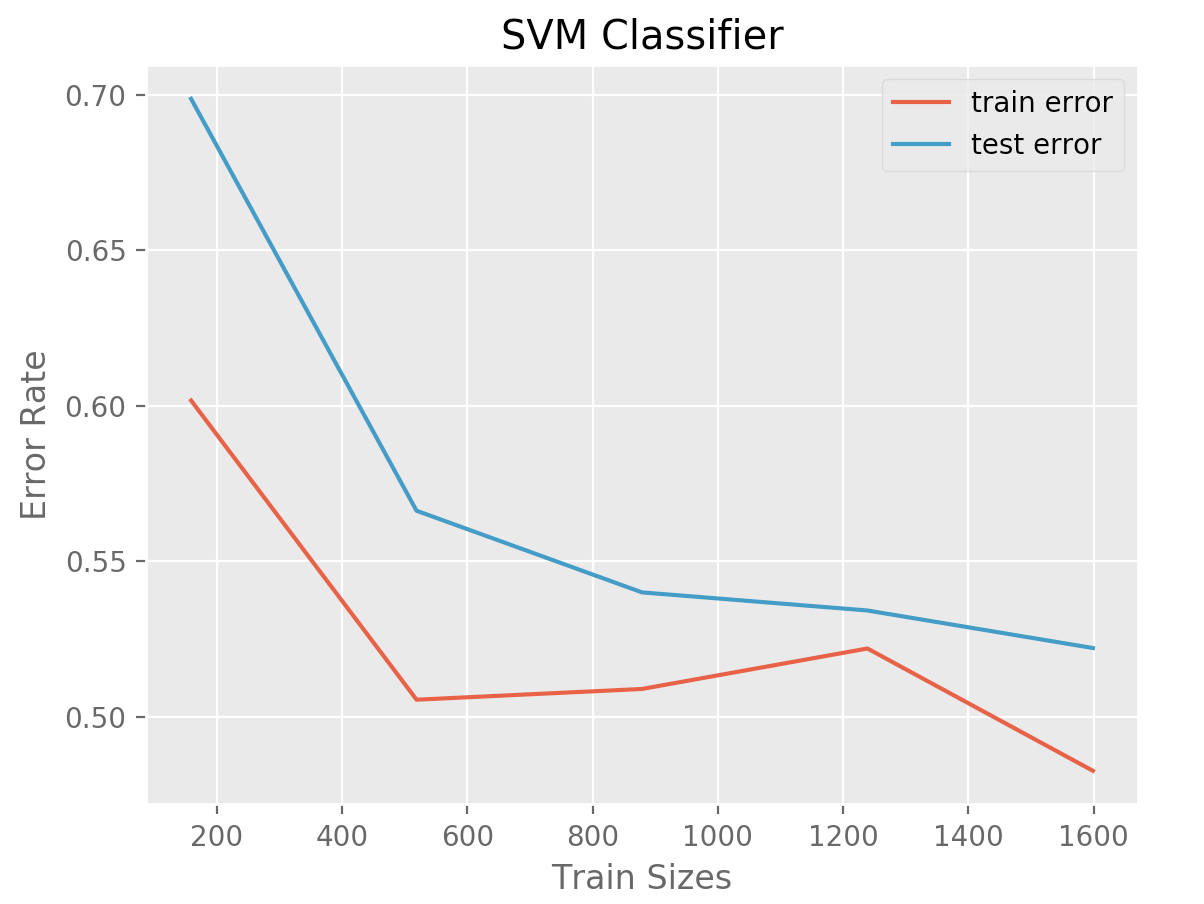 SVM Classifier
train error
test error
0.70
0.65
0.60
0.55
0.50
Error Rate
200 400 600 800 1000 1200 1400 1600
Train Sizes